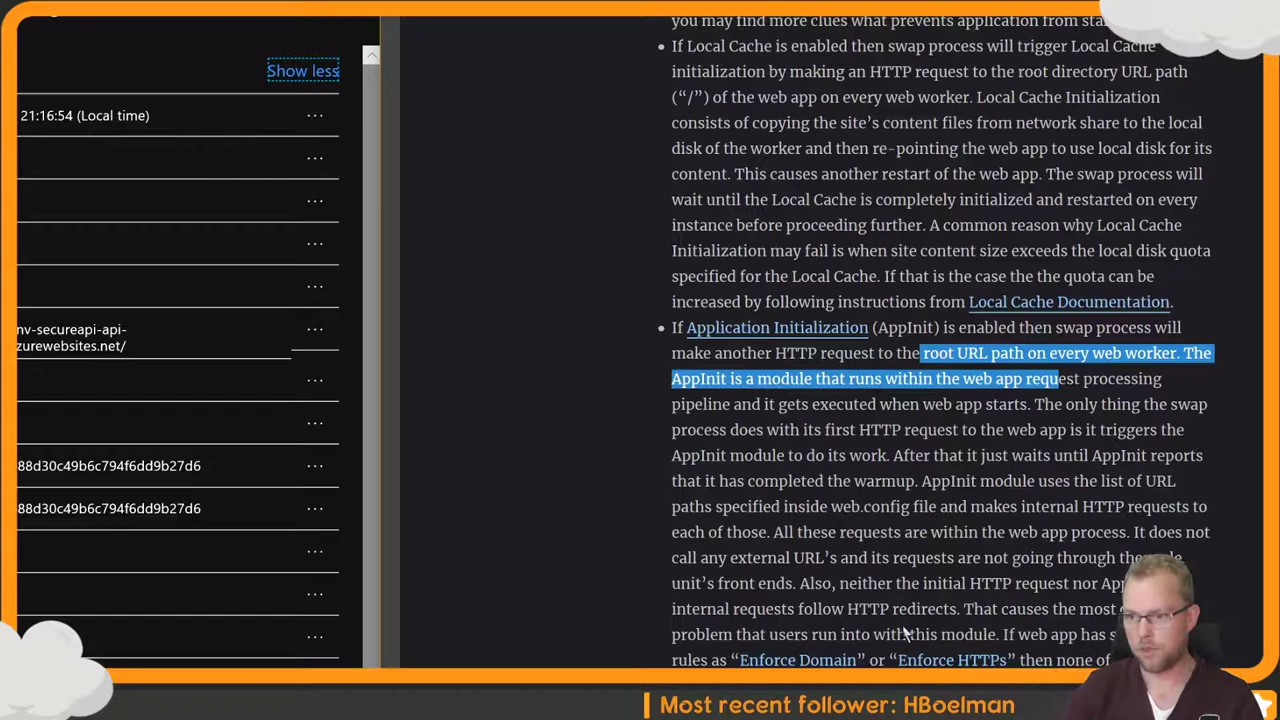 Show less
21:16:54 (Local time)
nv-secureapi-api-
zurewebsites.net/
88d30c49b6c794f6dd9b27d6
88d30c49b6c794f6dd9b27d6
you may find more clues what prevents application from
If Local Cache is enabled then swap process will trigger Local Cache
initialization by making an HTTP request to the root directory URL path
(“/”) of the web app on every web worker. Local Cache Initialization
consists of copying the site’s content files from network share to the local
disk of the worker and then re-pointing the web app to use local disk for its
content. This causes another restart of the web app. The swap process will
wait until the Local Cache is completely initialized and restarted on every
instance before proceeding further. A common reason why Local Cache
Initialization may fail is when site content size exceeds the local disk quota
specified for the Local Cache. If that is the case the the quota can be
increased by following instructions from Local Cache Documentation.
If Application Initialization (AppInit) is enabled then swap process will
make another HTTP request to the root URL path on every web worker. The
AppInit is a module that runs within the web app request processing
pipeline and it gets executed when web app starts. The only thing the swap
process does with its first HTTP request to the web app is it triggers the
AppInit module to do its work. After that it just waits until AppInit reports
that it has completed the warmup. AppInit module uses the list of URL
paths specified inside web.config file and makes internal HTTP requests to
each of those. All these requests are within the web app process. It does not
call any external URL’s and its requests are not going through the
unit’s front ends. Also, neither the initial HTTP request nor
internal requests follow HTTP redirects. That causes the most
problem that users run into with this module. If web app has
rules as “Enforce Domain” or “Enforce HTTPs” then none of
Most recent follower: HBoelman